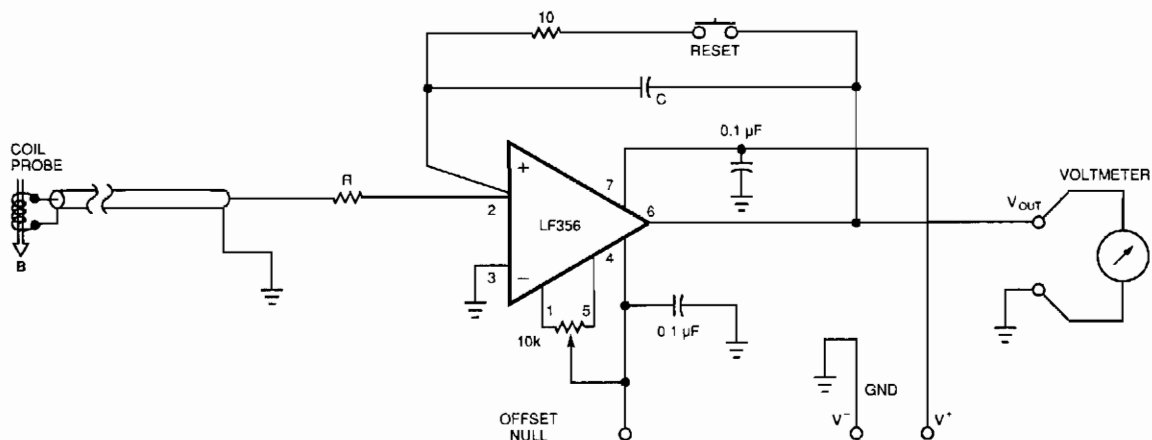 10
RESET
C
0.1 µF
COIL
PROBE
R
+
7
VOLTMETER
2
LF356
6
VOUT
B
3
−
4
1
5
10k
0.1 µF
GND
OFFSET
NULL
V−
V+